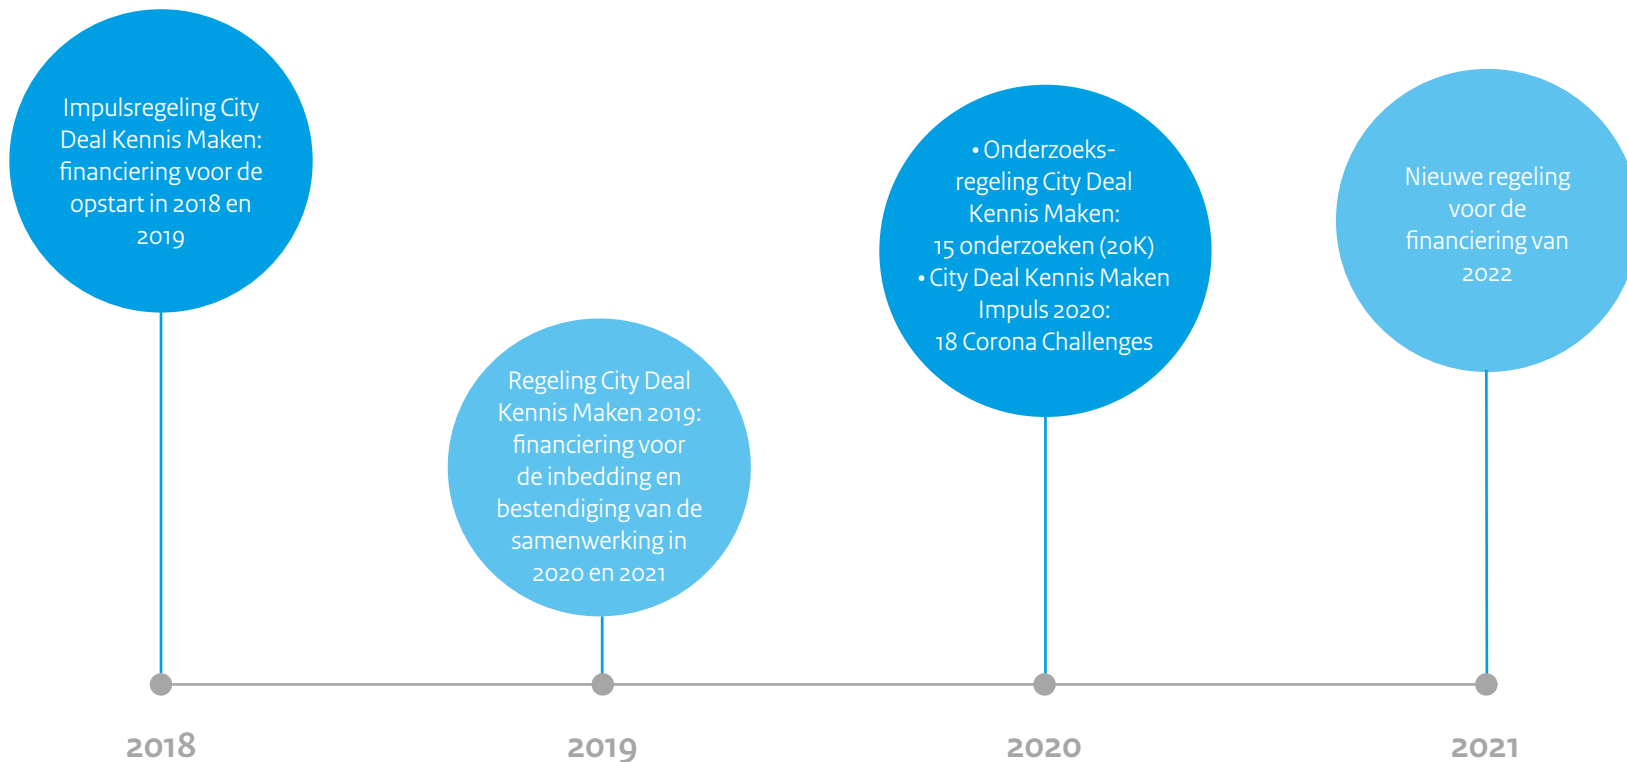 Impulsregeling City
Deal Kennis Maken:
financiering voor de
opstart in 2018 en
2019
Regeling City Deal
Kennis Maken 2019:
financiering voor
de inbedding en
bestendiging van de
samenwerking in
2020 en 2021
• Onderzoeks-
regeling City Deal
Kennis Maken:
15 onderzoeken (20K)
• City Deal Kennis Maken
Impuls 2020:
18 Corona Challenges
Nieuwe regeling
voor de
financiering van
2022
2018
2019
2020
2021